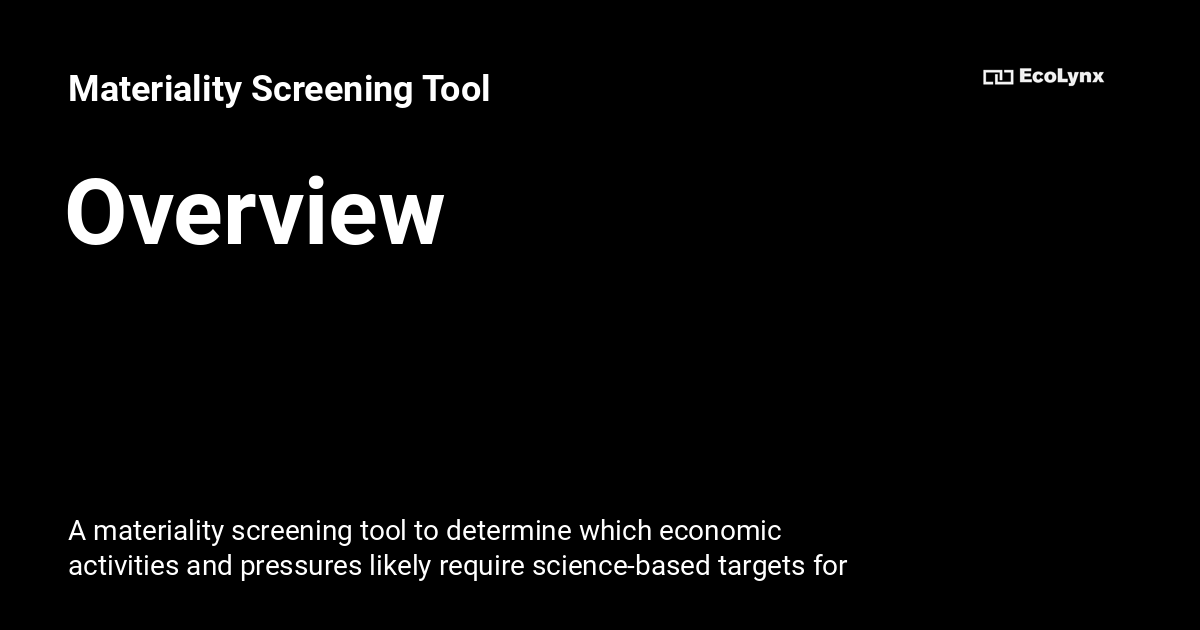 Materiality Screening Tool
EcoLynx
Overview
A materiality screening tool to determine which economic
activities and pressures likely require science-based targets for